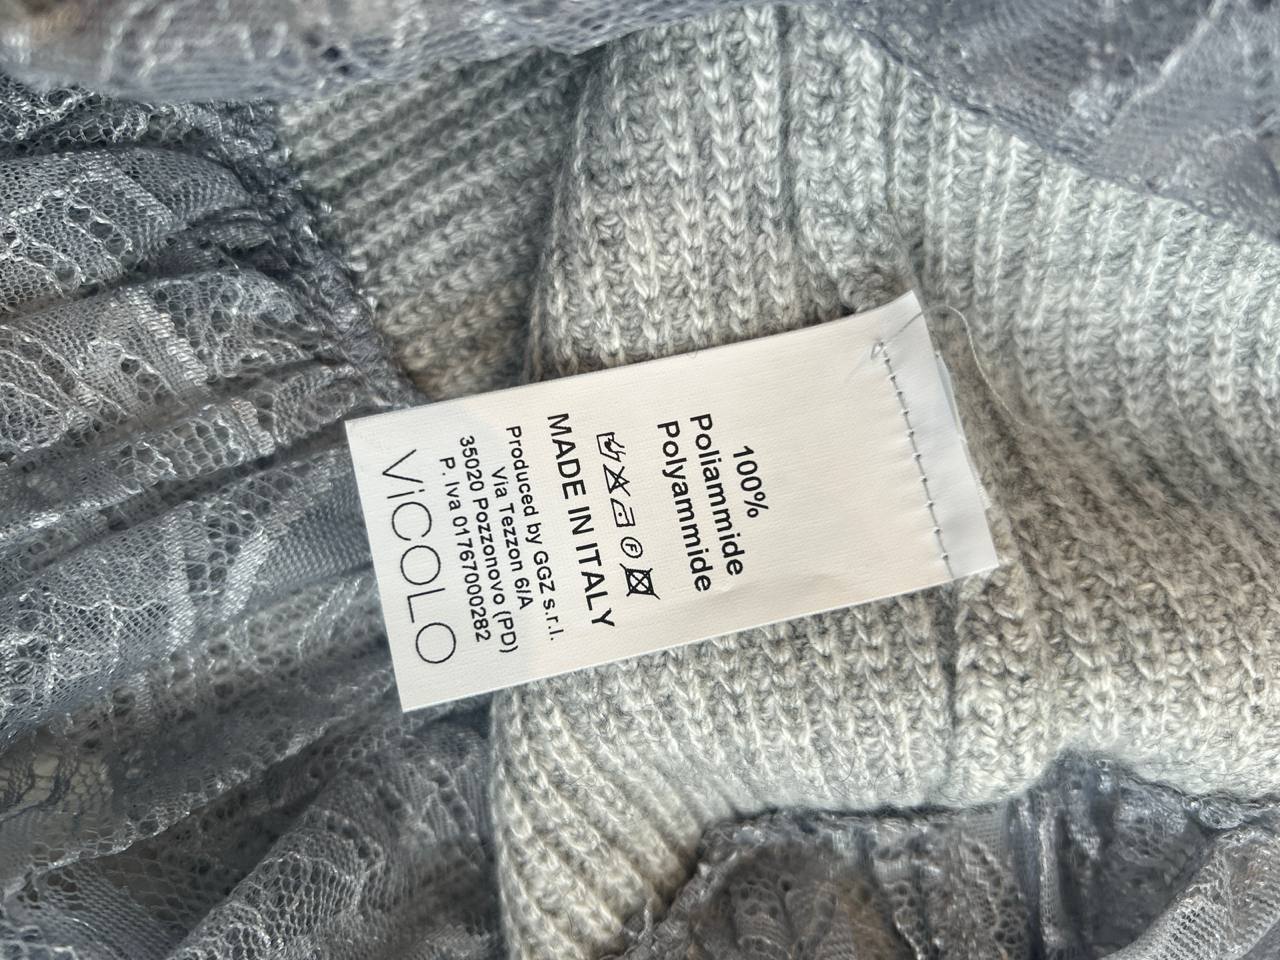 100%
Poliammide
Polyammide
MADE IN ITALY
Produced by GGZ s.r.l.
Via Tezzon 6/A
35020 Pozzonovo (PD)
P. Iva 01767000282
ViCOLO